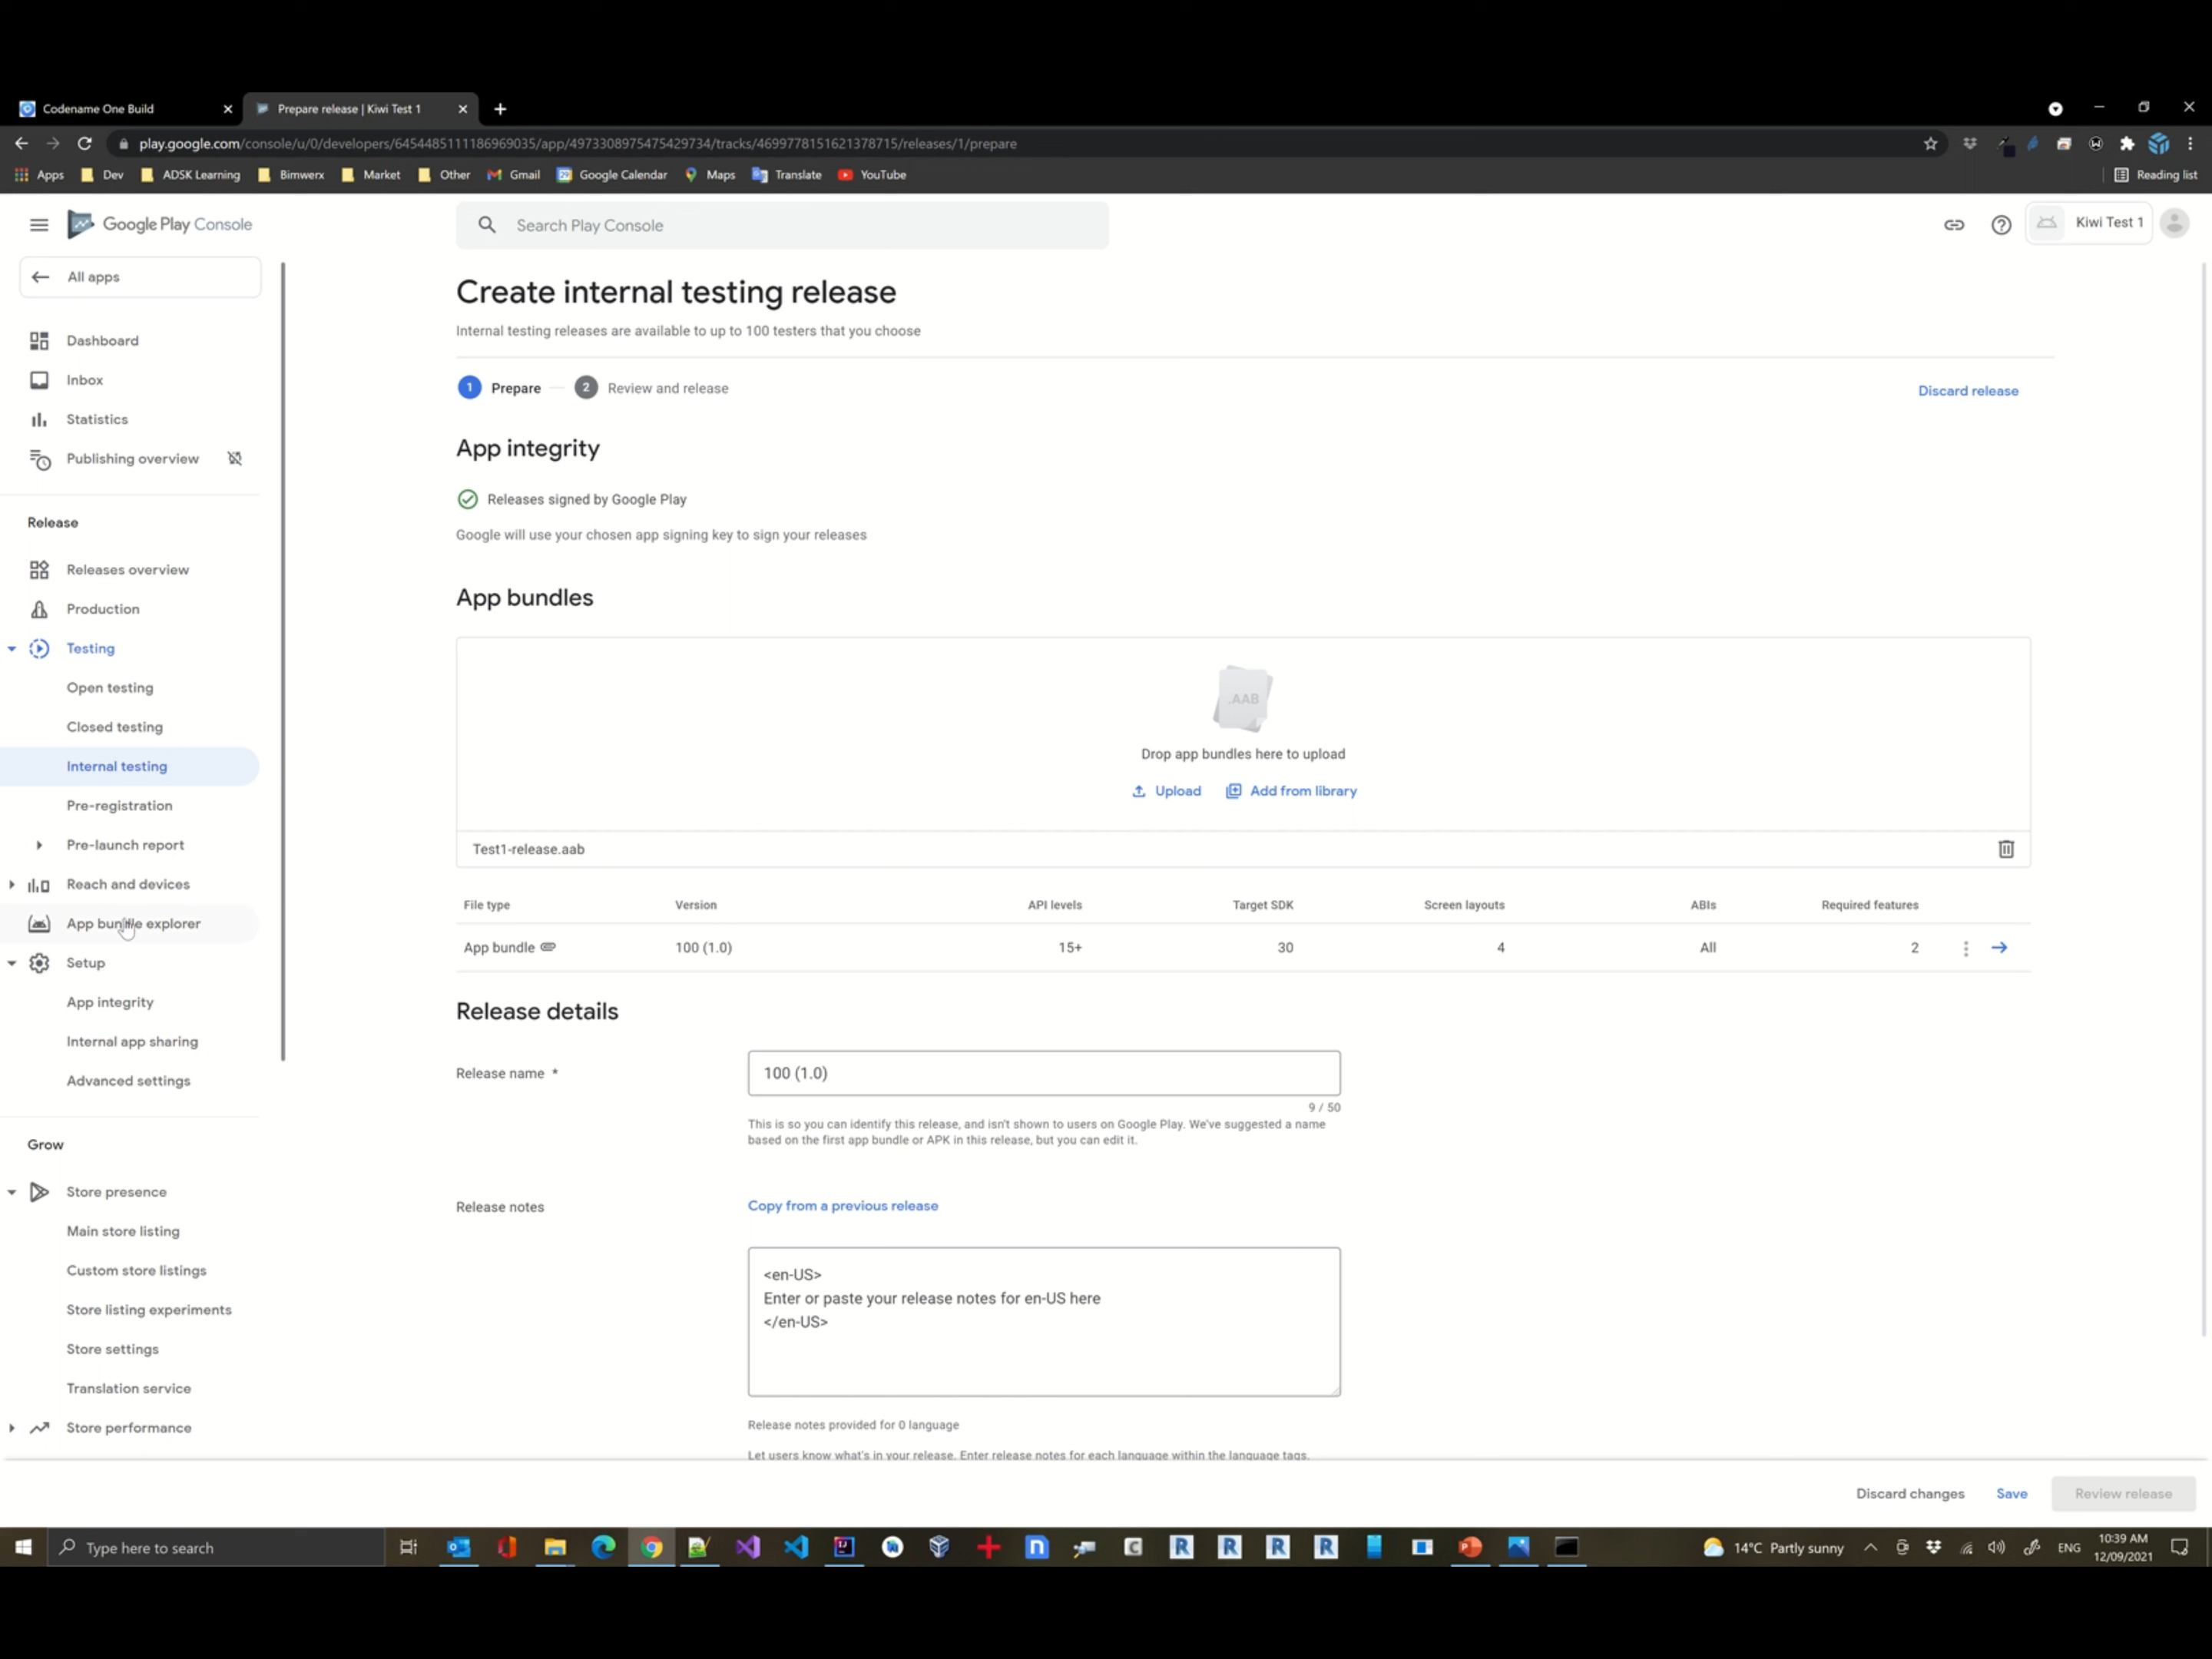 Codename One Build
Prepare release | Kiwi Test 1
play.google.com/console/u/0/developers/6454485111186969035/app/4973308975475429734/tracks/4699778151621378715/releases/1/prepare
Apps
Dev
ADSK Learning
Bimwerx
Market
Other
Gmail
Google Calendar
Maps
Translate
YouTube
Reading list
Google Play Console
Search Play Console
Kiwi Test 1
All apps
Dashboard
Inbox
Statistics
Publishing overview
Release
Releases overview
Production
Testing
Open testing
Closed testing
Internal testing
Pre-registration
Pre-launch report
Reach and devices
App bundle explorer
Setup
App integrity
Internal app sharing
Advanced settings
Grow
Store presence
Main store listing
Custom store listings
Store listing experiments
Store settings
Translation service
Store performance
Create internal testing release
Internal testing releases are available to up to 100 testers that you choose
1 Prepare 2 Review and release
Discard release
App integrity
Releases signed by Google Play
Google will use your chosen app signing key to sign your releases
App bundles
.AAB
Drop app bundles here to upload
Upload Add from library
Test1-release.aab
File type Version API levels Target SDK Screen layouts ABIs Required features
App bundle 100 (1.0) 15+ 30 4 All 2
Release details
Release name *
100 (1.0)
9 / 50
This is so you can identify this release, and isn't shown to users on Google Play. We've suggested a name
based on the first app bundle or APK in this release, but you can edit it.
Release notes
Copy from a previous release
<en-US>
Enter or paste your release notes for en-US here
</en-US>
Release notes provided for 0 language
Let users know what's in your release. Enter release notes for each language within the language tags.
Discard changes Save Review release
Type here to search
14°C Partly sunny
ENG
10:39 AM
12/09/2021